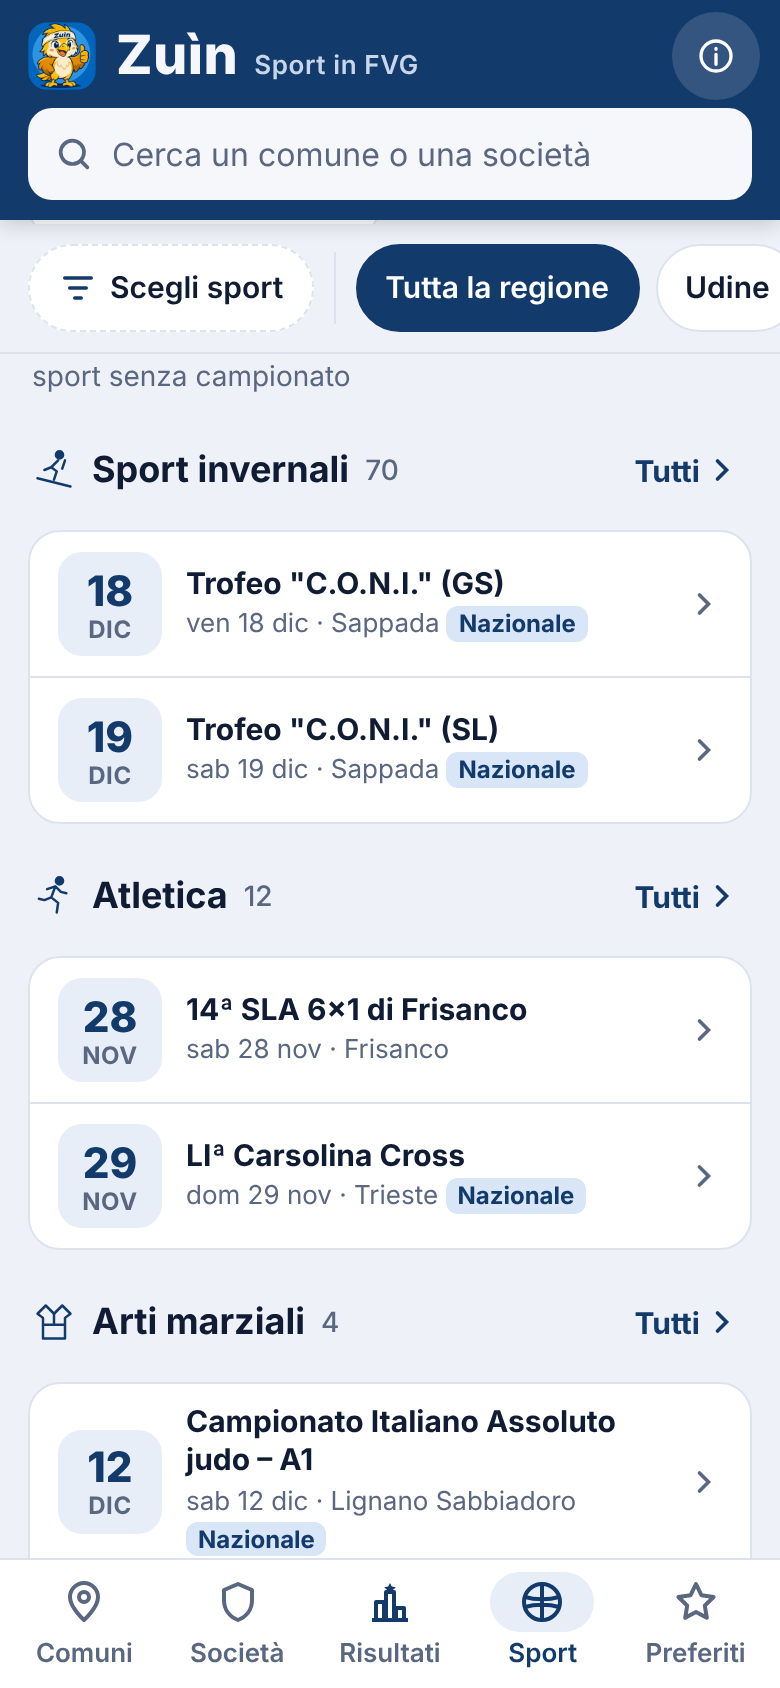 Zuìn Sport in FVG
Cerca un comune o una società
Scegli sport
Tutta la regione
Udine
sport senza campionato
Sport invernali 70
Tutti
18
DIC
Trofeo "C.O.N.I." (GS)
ven 18 dic · Sappada Nazionale
19
DIC
Trofeo "C.O.N.I." (SL)
sab 19 dic · Sappada Nazionale
Atletica 12
Tutti
28
NOV
14ª SLA 6×1 di Frisanco
sab 28 nov · Frisanco
29
NOV
LIª Carsolina Cross
dom 29 nov · Trieste Nazionale
Arti marziali 4
Tutti
12
DIC
Campionato Italiano Assoluto
judo – A1
sab 12 dic · Lignano Sabbiadoro
Nazionale
Comuni
Società
Risultati
Sport
Preferiti